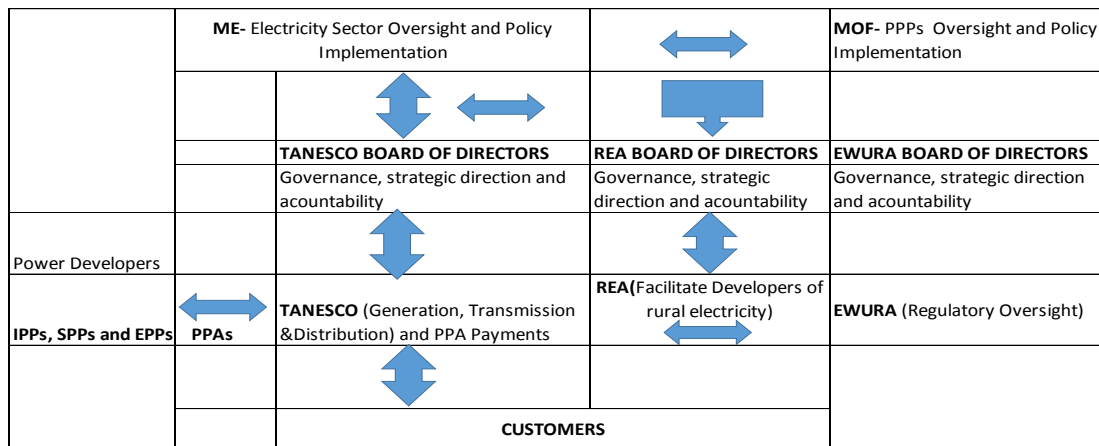 ME- Electricity Sector Oversight and Policy
Implementation
MOF- PPPs Oversight and Policy
Implementation
TANESCO BOARD OF DIRECTORS
REA BOARD OF DIRECTORS
EWURA BOARD OF DIRECTORS
Governance, strategic direction and
acountability
Governance, strategic
direction and acountability
Governance, strategic direction
and acountability
Power Developers
IPPs, SPPs and EPPs
PPAs
TANESCO (Generation, Transmission
&Distribution) and PPA Payments
REA(Facilitate Developers of
rural electricity)
EWURA (Regulatory Oversight)
CUSTOMERS